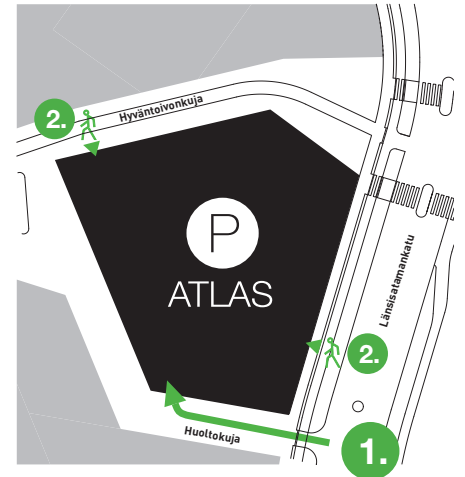 2.
Hyväntoivonkuja
P
ATLAS
Länsisatamankatu
2.
Huoltokuja
1.